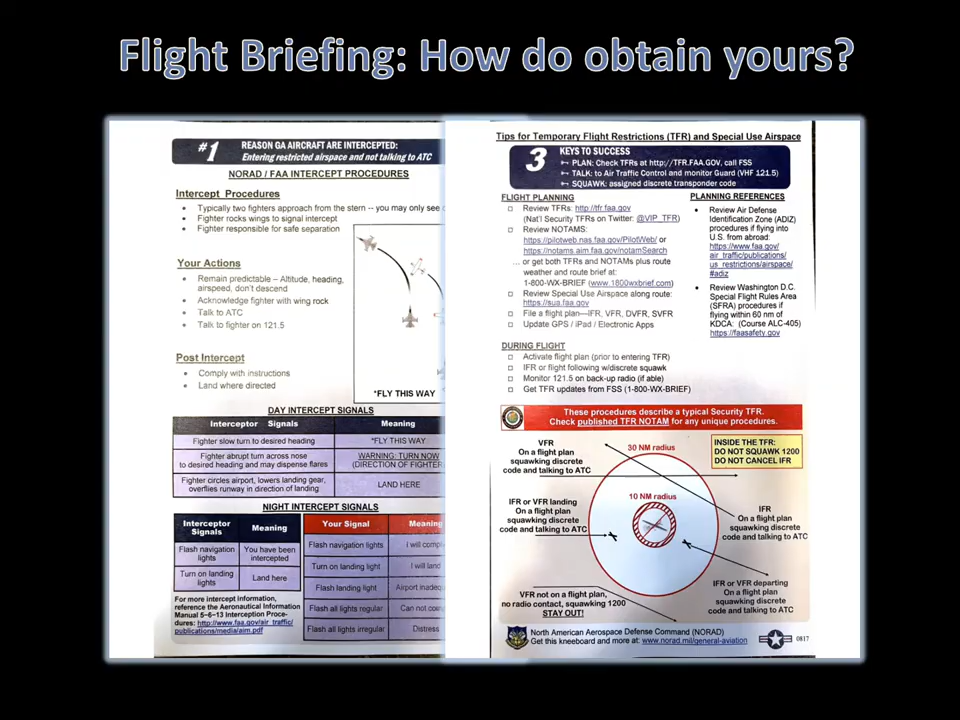 Flight Briefing: How do obtain yours?
#1
REASON GA AIRCRAFT ARE INTERCEPTED:
Entering restricted airspace and not talking to ATC
NORAD / FAA INTERCEPT PROCEDURES
Intercept Procedures
• Typically two fighters approach from the stern -- you may only see
• Fighter rocks wings to signal intercept
• Fighter responsible for safe separation
Your Actions
• Remain predictable – Altitude, heading,
airspeed, don't descend
• Acknowledge fighter with wing rock
• Talk to ATC
• Talk to fighter on 121.5
Post Intercept
• Comply with instructions
• Land where directed
*FLY THIS WAY
DAY INTERCEPT SIGNALS
Interceptor Signals Meaning
Fighter slow turn to desired heading *FLY THIS WAY
Fighter abrupt turn across nose WARNING: TURN NOW
to desired heading and may dispense flares (DIRECTION OF FIGHTER
Fighter circles airport, lowers landing gear,
overflies runway in direction of landing LAND HERE
NIGHT INTERCEPT SIGNALS
Interceptor
Signals Meaning
Flash navigation You have been
lights intercepted
Turn on landing
lights Land here
Your Signal Meaning
Flash navigation lights I will
Turn on landing light I will land
Flash landing light Airport
Flash all lights regular Can not
Flash all lights irregular Distress
For more intercept information,
reference the Aeronautical Information
Manual 5–6–13 Interception Proce-
dures: http://www.faa.gov/air_traffic/
publications/media/aim.pdf
Tips for Temporary Flight Restrictions (TFR) and Special Use Airspace
3
KEYS TO SUCCESS
PLAN: Check TFRs at http://TFR.FAA.GOV, call FSS
TALK: to Air Traffic Control and monitor Guard (VHF 121.5)
SQUAWK: assigned discrete transponder code
FLIGHT PLANNING
□ Review TFRs: http://tfr.faa.gov
(Nat'l Security TFRs on Twitter: @VIP_TFR)
□ Review NOTAMS:
https://pilotweb.nas.faa.gov/PilotWeb/ or
https://notams.aim.faa.gov/notamSearch
… or get both TFRs and NOTAMs plus route
weather and route brief at:
1-800-WX-BRIEF (www.1800wxbrief.com)
□ Review Special Use Airspace along route:
https://sua.faa.gov
□ File a flight plan—IFR, VFR, DVFR, SVFR
□ Update GPS / iPad / Electronic Apps
PLANNING REFERENCES
• Review Air Defense
Identification Zone (ADIZ)
procedures if flying into
U.S. from abroad:
https://www.faa.gov/
air_traffic/publications/
us_restrictions/airspace/
#adiz
• Review Washington D.C.
Special Flight Rules Area
(SFRA) procedures if
flying within 60 nm of
KDCA: (Course ALC-405)
https://faasafety.gov
DURING FLIGHT
□ Activate flight plan (prior to entering TFR)
□ IFR or flight following w/discrete squawk
□ Monitor 121.5 on back-up radio (if able)
□ Get TFR updates from FSS (1-800-WX-BRIEF)
These procedures describe a typical Security TFR.
Check published TFR NOTAM for any unique procedures.
VFR
On a flight plan
squawking discrete
code and talking to ATC
30 NM radius
INSIDE THE TFR:
DO NOT SQUAWK 1200
DO NOT CANCEL IFR
IFR or VFR landing
On a flight plan
squawking discrete
code and talking to ATC
10 NM radius
IFR
On a flight plan
squawking discrete
code and talking to ATC
IFR or VFR departing
On a flight plan
squawking discrete
code and talking to ATC
VFR not on a flight plan,
no radio contact, squawking 1200
STAY OUT!
North American Aerospace Defense Command (NORAD)
Get this kneeboard and more at: www.norad.mil/general-aviation
0817